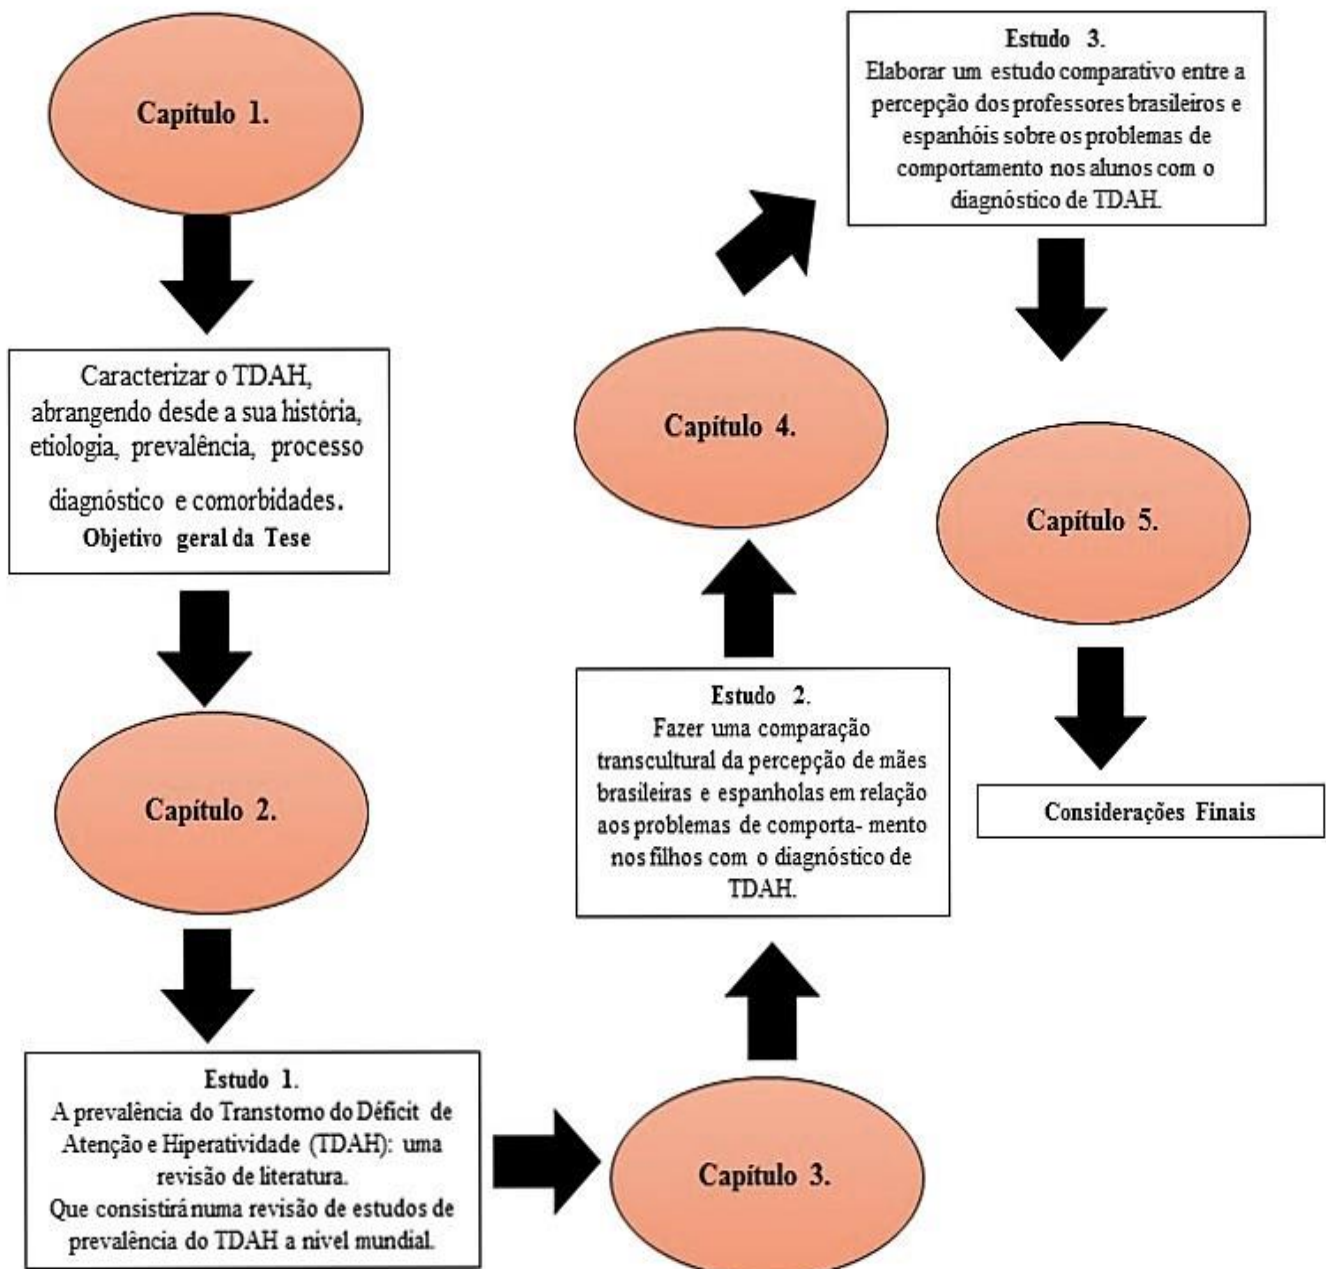 Capítulo 1.
Caracterizar o TDAH,
abrangendo desde a sua história,
etiologia, prevalência, processo
diagnóstico e comorbidades.
Objetivo geral da Tese
Capítulo 2.
Estudo 1.
A prevalência do Transtorno do Déficit de
Atenção e Hiperatividade (TDAH): uma
revisão de literatura.
Que consistirá numa revisão de estudos de
prevalência do TDAH a nível mundial.
Capítulo 3.
Estudo 2.
Fazer uma comparação
transcultural da percepção de mães
brasileiras e espanholas em relação
aos problemas de comporta- mento
nos filhos com o diagnóstico de
TDAH.
Capítulo 4.
Estudo 3.
Elaborar um estudo comparativo entre a
percepção dos professores brasileiros e
espanhóis sobre os problemas de
comportamento nos alunos com o
diagnóstico de TDAH.
Capítulo 5.
Considerações Finais